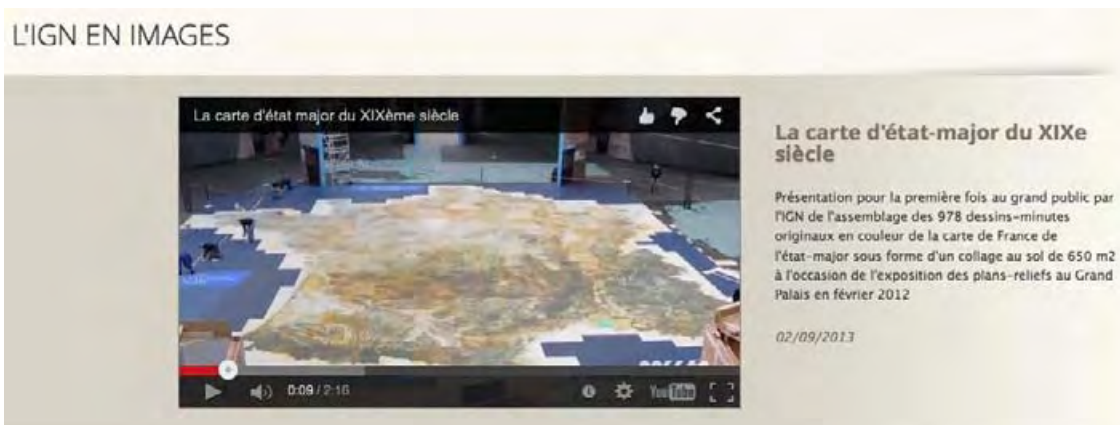 L'IGN EN IMAGES
La carte d'état major du XIXème siècle
La carte d'état-major du XIXe
siècle
Présentation pour la première fois au grand public par
l'IGN de l'assemblage des 978 dessins-minutes
originaux en couleur de la carte de France de
l'état-major sous forme d'un collage au sol de 650 m2
à l'occasion de l'exposition des plans-reliefs au Grand
Palais en février 2012
02/09/2013
0:09 / 2:16
YouTube